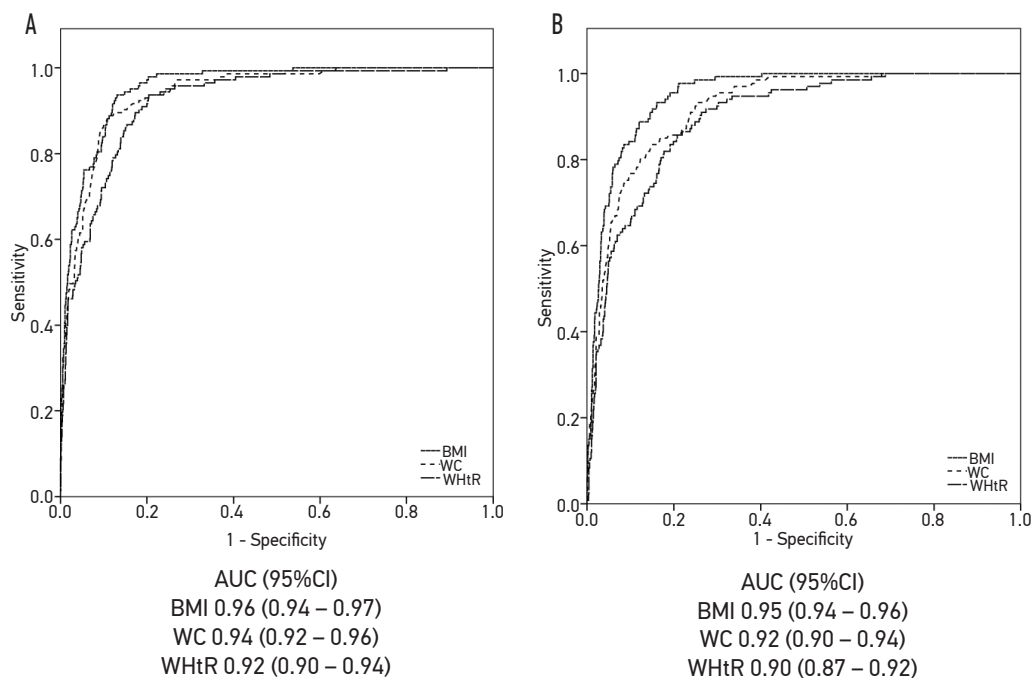 A
1.0
0.8
0.6
0.4
0.2
0.0
Sensitivity
BMI
WC
WHtR
0.0 0.2 0.4 0.6 0.8 1.0
1 - Specificity
AUC (95%CI)
BMI 0.96 (0.94 – 0.97)
WC 0.94 (0.92 – 0.96)
WHtR 0.92 (0.90 – 0.94)
B
1.0
0.8
0.6
0.4
0.2
0.0
Sensitivity
BMI
WC
WHtR
0.0 0.2 0.4 0.6 0.8 1.0
1 - Specificity
AUC (95%CI)
BMI 0.95 (0.94 – 0.96)
WC 0.92 (0.90 – 0.94)
WHtR 0.90 (0.87 – 0.92)